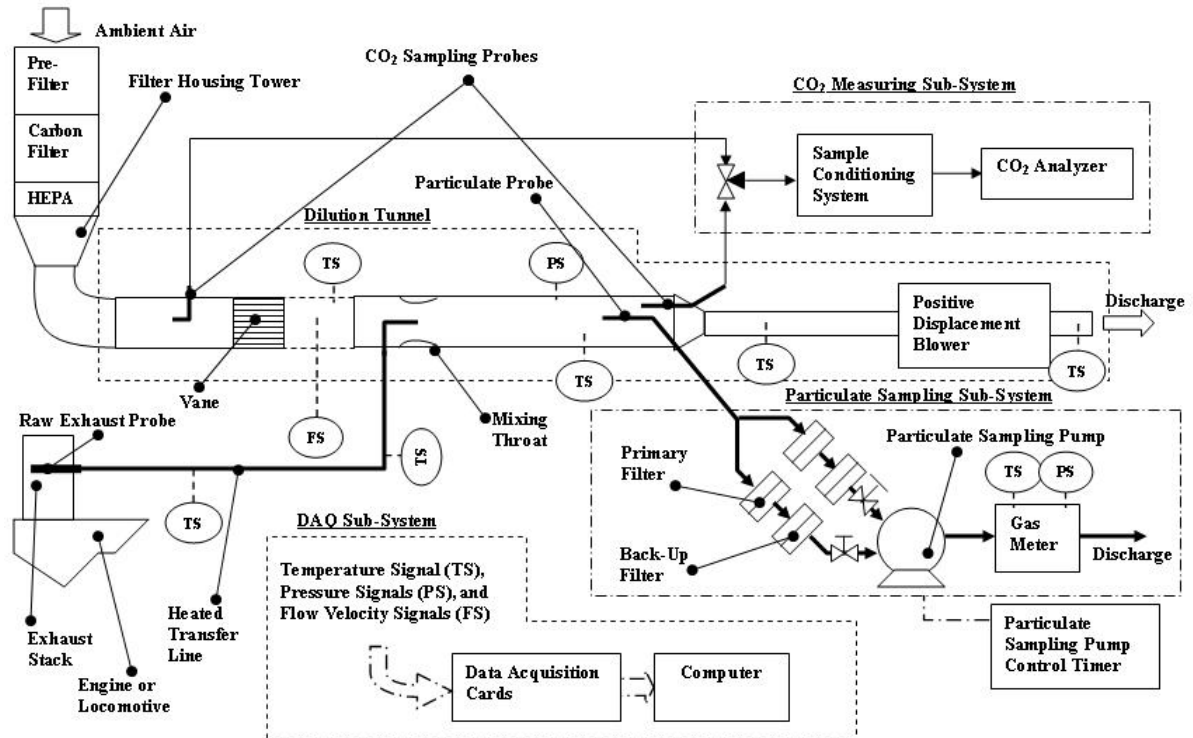 Ambient Air
Pre-
Filter
Carbon
Filter
HEPA
Filter Housing Tower
CO₂ Sampling Probes
CO₂ Measuring Sub-System
Sample
Conditioning
System
CO₂ Analyzer
Particulate Probe
Dilution Tunnel
TS
PS
Positive
Displacement
Blower
Discharge
TS
TS
TS
Vane
FS
Mixing
Throat
TS
Raw Exhaust Probe
TS
Particulate Sampling Sub-System
Particulate Sampling Pump
Primary
Filter
TS
PS
Back-Up
Filter
Gas
Meter
Discharge
DAQ Sub-System
Temperature Signal (TS),
Pressure Signals (PS), and
Flow Velocity Signals (FS)
Data Acquisition
Cards
Computer
Particulate
Sampling Pump
Control Timer
Exhaust
Stack
Heated
Transfer
Line
Engine or
Locomotive